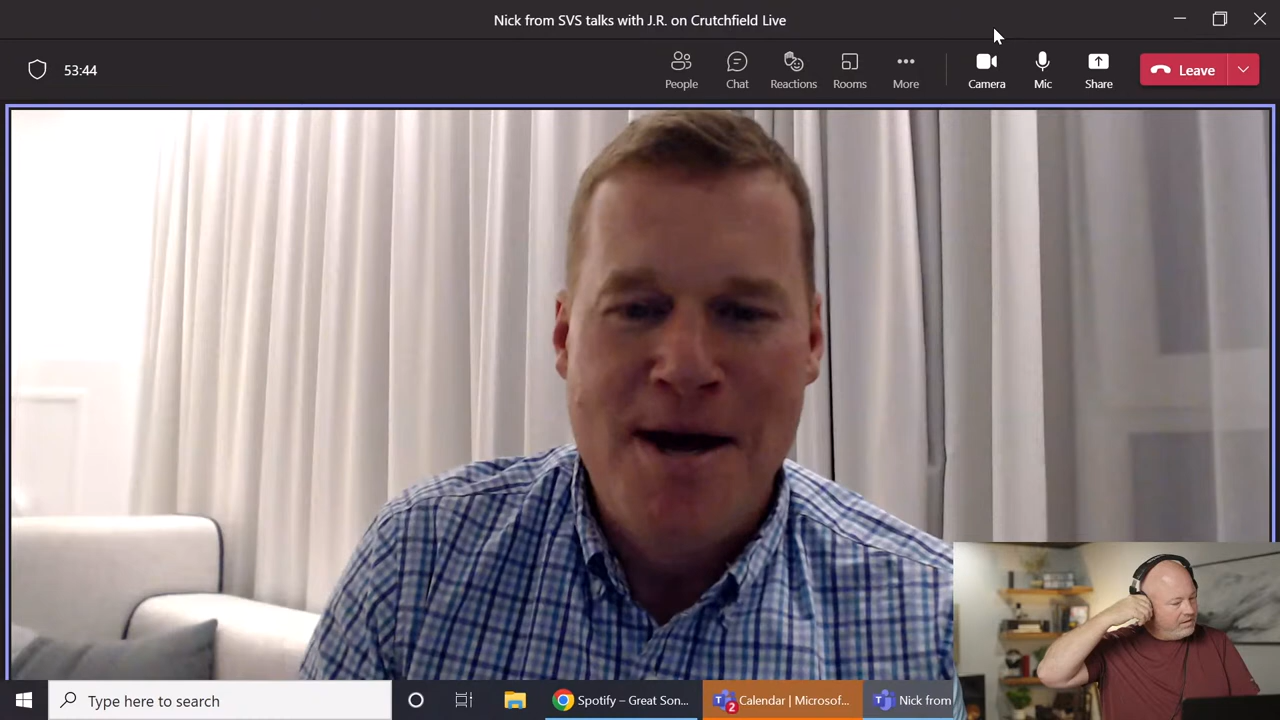 Nick from SVS talks with J.R. on Crutchfield Live
53:44
People
Chat
Reactions
Rooms
More
Camera
Mic
Share
Leave
Type here to search
Spotify – Great Son...
2
Calendar | Microsof...
Nick from